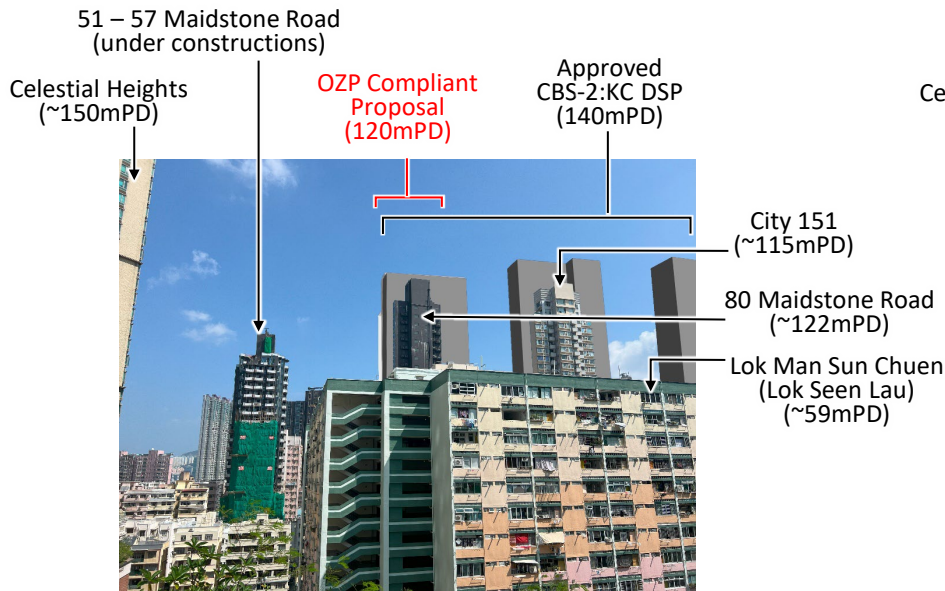 51 – 57 Maidstone Road
(under constructions)
Celestial Heights
(~150mPD)
OZP Compliant
Proposal
(120mPD)
Approved
CBS-2:KC DSP
(140mPD)
Ce
City 151
(~115mPD)
80 Maidstone Road
(~122mPD)
Lok Man Sun Chuen
(Lok Seen Lau)
(~59mPD)